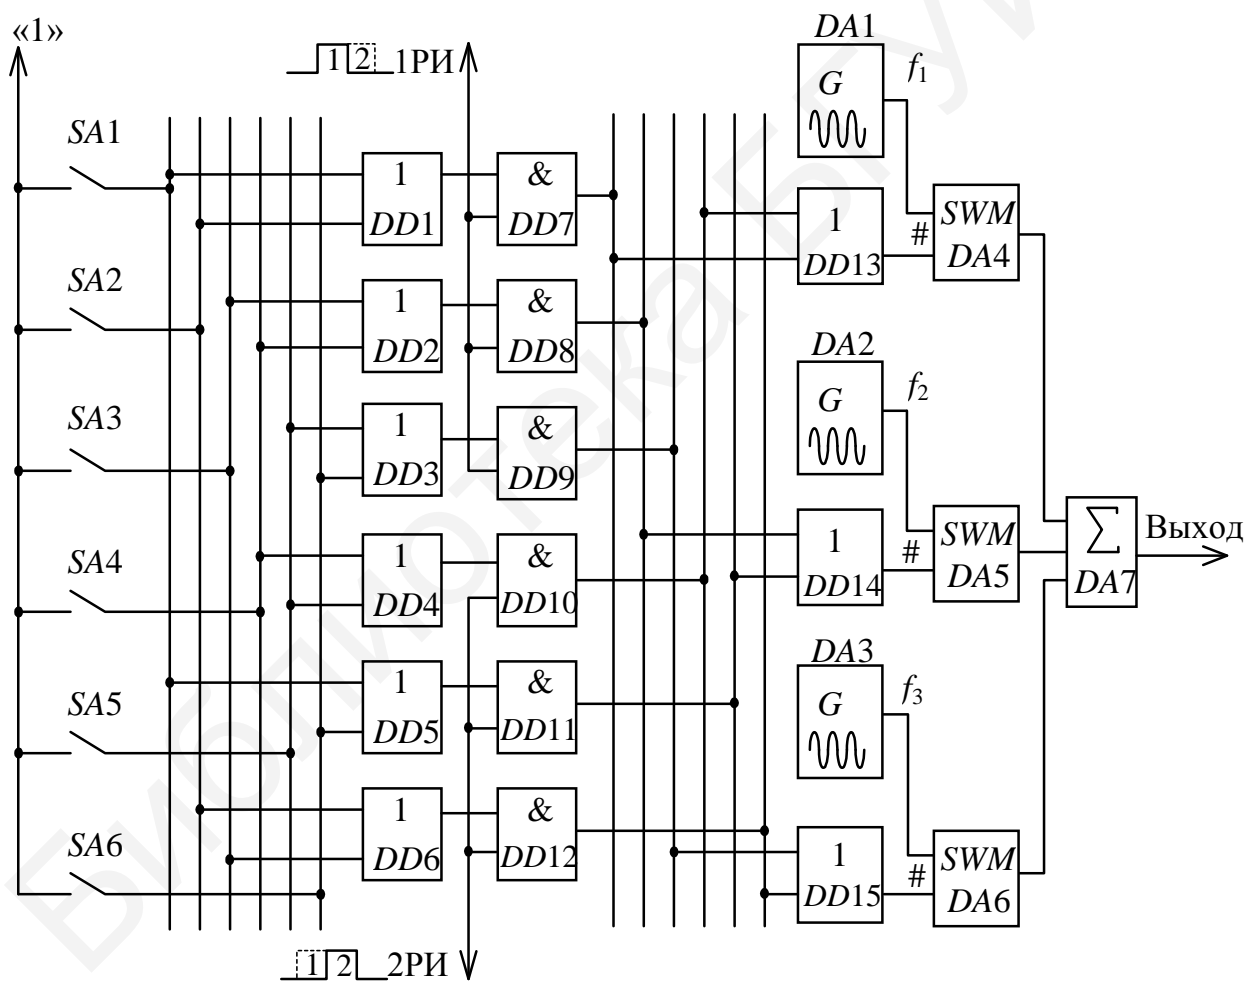 «1»
1 2 1РИ
DA1
G
f1
SA1
1
DD1
&
DD7
1
DD13
#
SWM
DA4
SA2
1
DD2
&
DD8
DA2
G
f2
SA3
1
DD3
&
DD9
SA4
1
DD4
&
DD10
1
DD14
#
SWM
DA5
Σ
DA7
Выход
SA5
1
DD5
&
DD11
DA3
G
f3
SA6
1
DD6
&
DD12
1
DD15
#
SWM
DA6
1 2 2РИ
Библиотека БГУИ